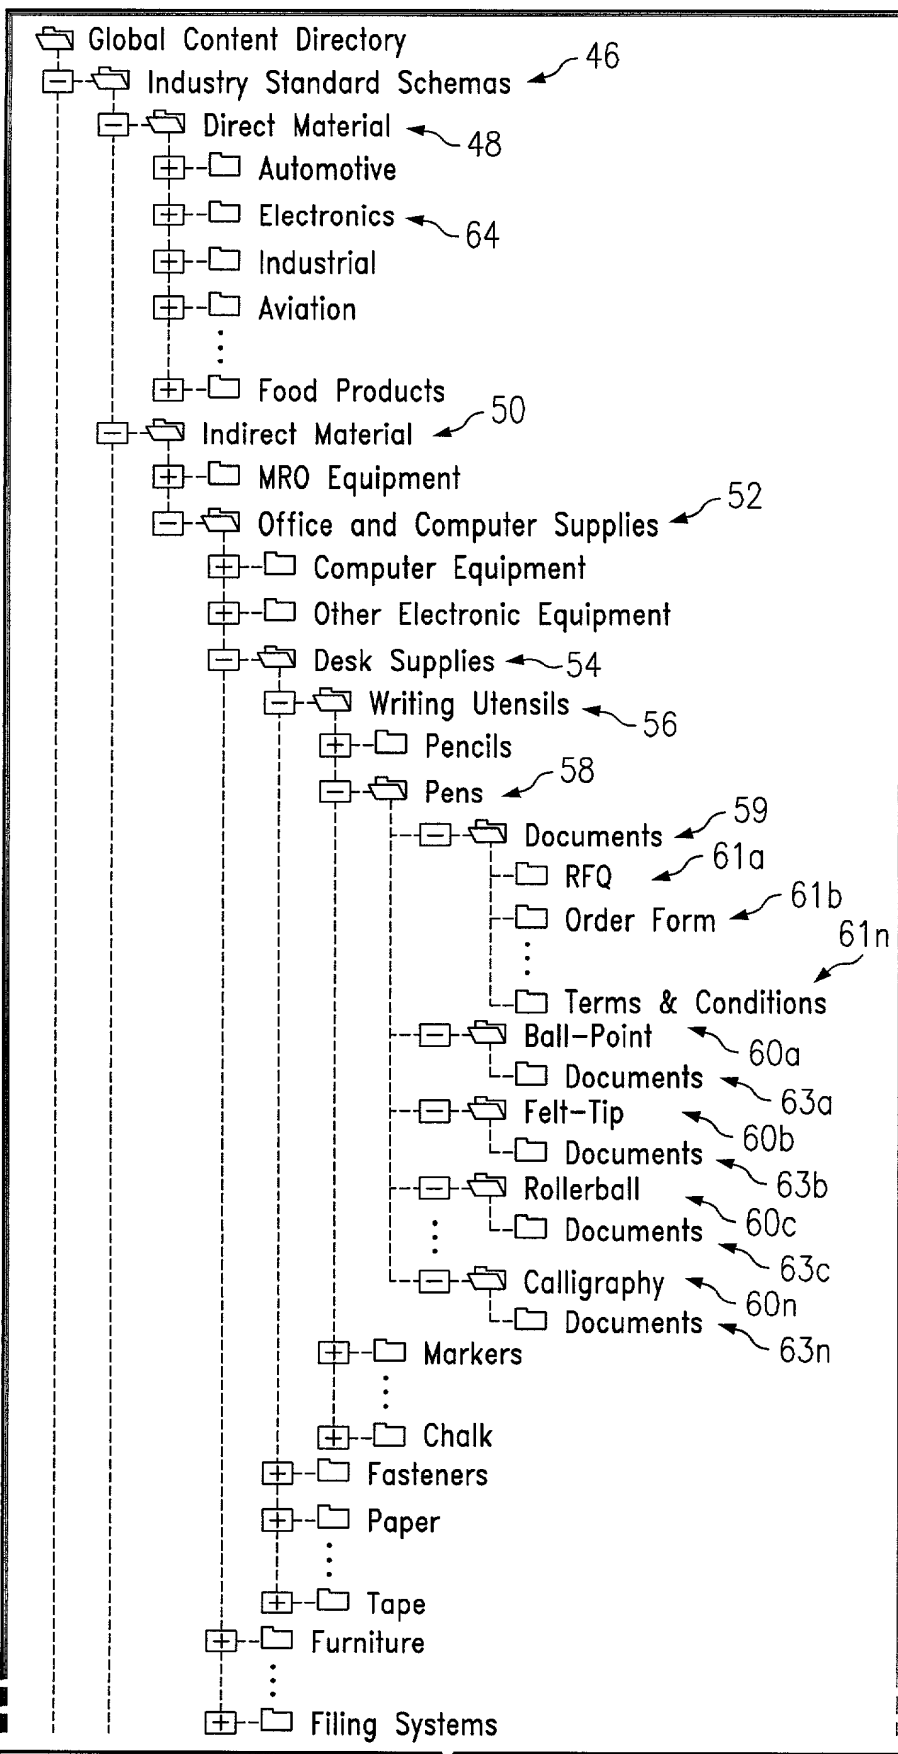 Global Content Directory
Industry Standard Schemas 46
Direct Material 48
Automotive
Electronics 64
Industrial
Aviation
Food Products
Indirect Material 50
MRO Equipment
Office and Computer Supplies 52
Computer Equipment
Other Electronic Equipment
Desk Supplies 54
Writing Utensils 56
Pencils
Pens 58
Documents 59
RFQ 61a
Order Form 61b
61n
Terms & Conditions
Ball-Point 60a
Documents 63a
Felt-Tip 60b
Documents 63b
Rollerball 60c
Documents 63c
Calligraphy 60n
Documents 63n
Markers
Chalk
Fasteners
Paper
Tape
Furniture
Filing Systems